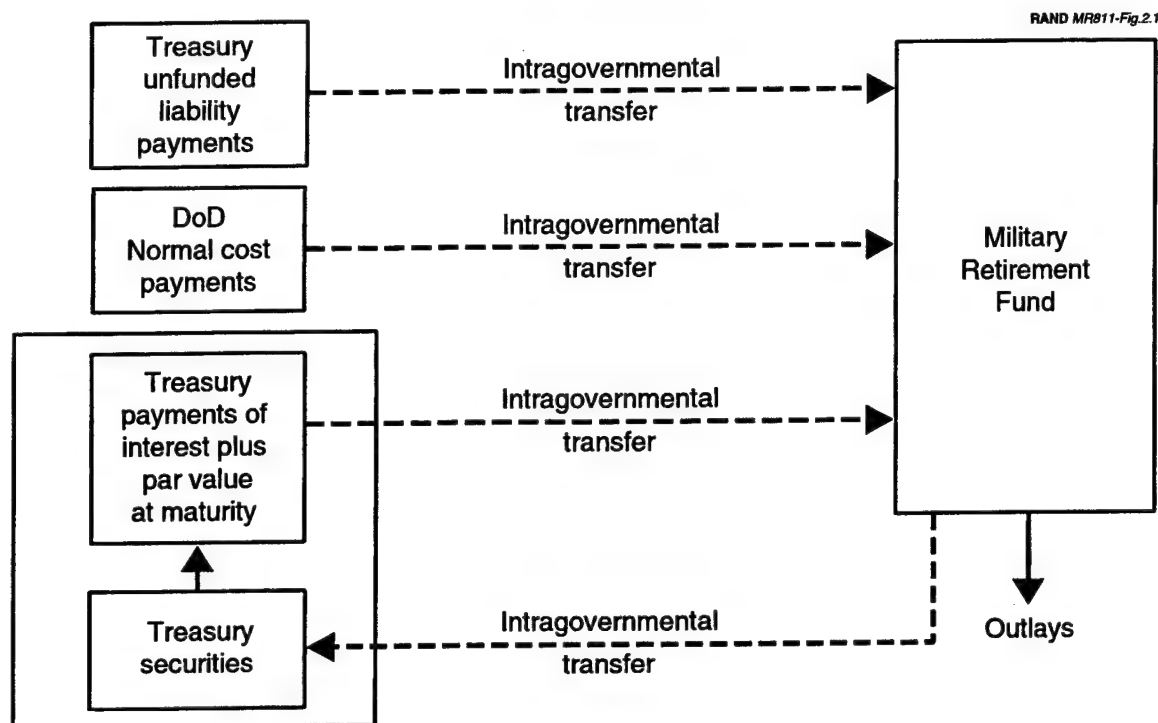 RAND MR811-Fig.2.1
Treasury
unfunded
liability
payments
Intragovernmental
transfer
DoD
Normal cost
payments
Intragovernmental
transfer
Military
Retirement
Fund
Treasury
payments of
interest plus
par value
at maturity
Intragovernmental
transfer
Treasury
securities
Intragovernmental
transfer
Outlays